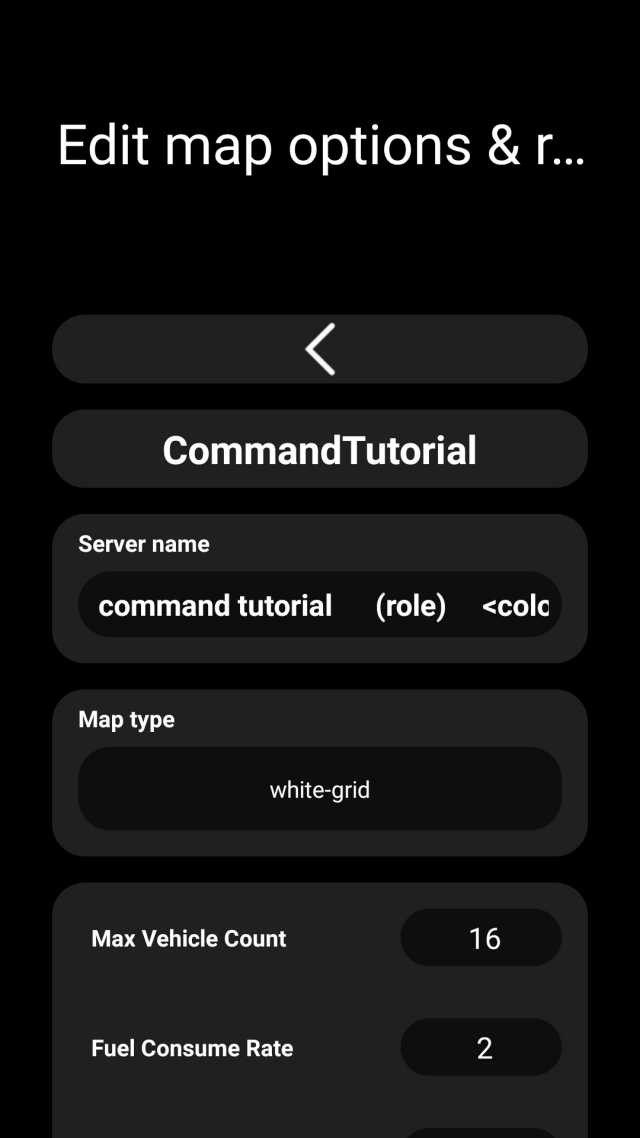 Edit map options & r...
CommandTutorial
Server name
command tutorial (role) <colo
Map type
white-grid
Max Vehicle Count 16
Fuel Consume Rate 2